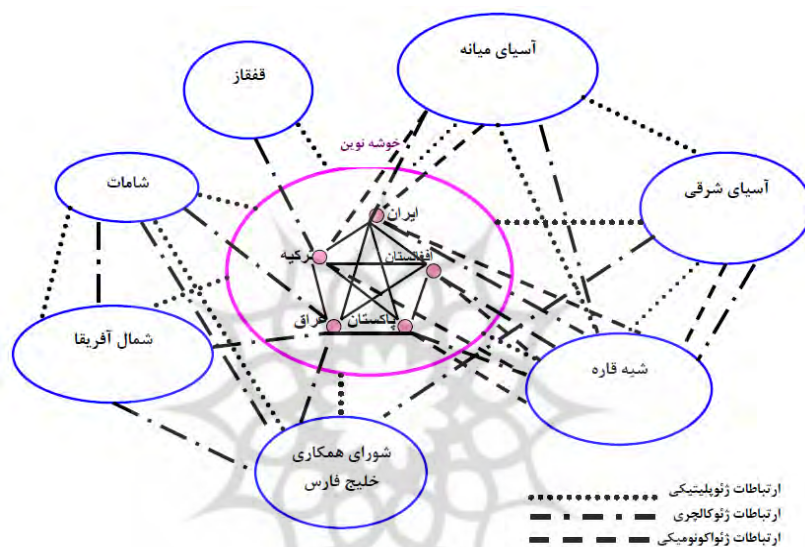 آسیای میانه
قفقاز
خوشه نوین
شامات
آسیای شرقی
ایران
افغانستان
ترکیه
عراق
پاکستان
شمال آفریقا
شبه قاره
شورای همکاری
خلیج فارس
ارتباطات ژئوپلیتیکی
ارتباطات ژئوکالچری
ارتباطات ژئواکونومیکی